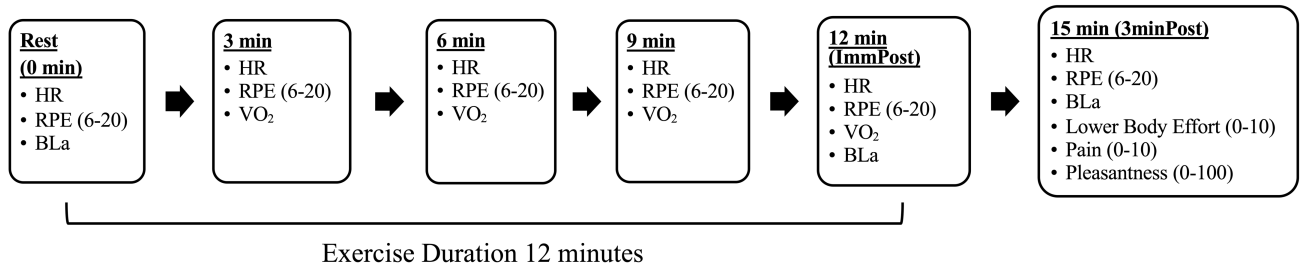 Rest
(0 min)
• HR
• RPE (6-20)
• BLa
3 min
• HR
• RPE (6-20)
• VO₂
6 min
• HR
• RPE (6-20)
• VO₂
9 min
• HR
• RPE (6-20)
• VO₂
12 min
(ImmPost)
• HR
• RPE (6-20)
• VO₂
• BLa
15 min (3minPost)
• HR
• RPE (6-20)
• BLa
• Lower Body Effort (0-10)
• Pain (0-10)
• Pleasantness (0-100)
Exercise Duration 12 minutes